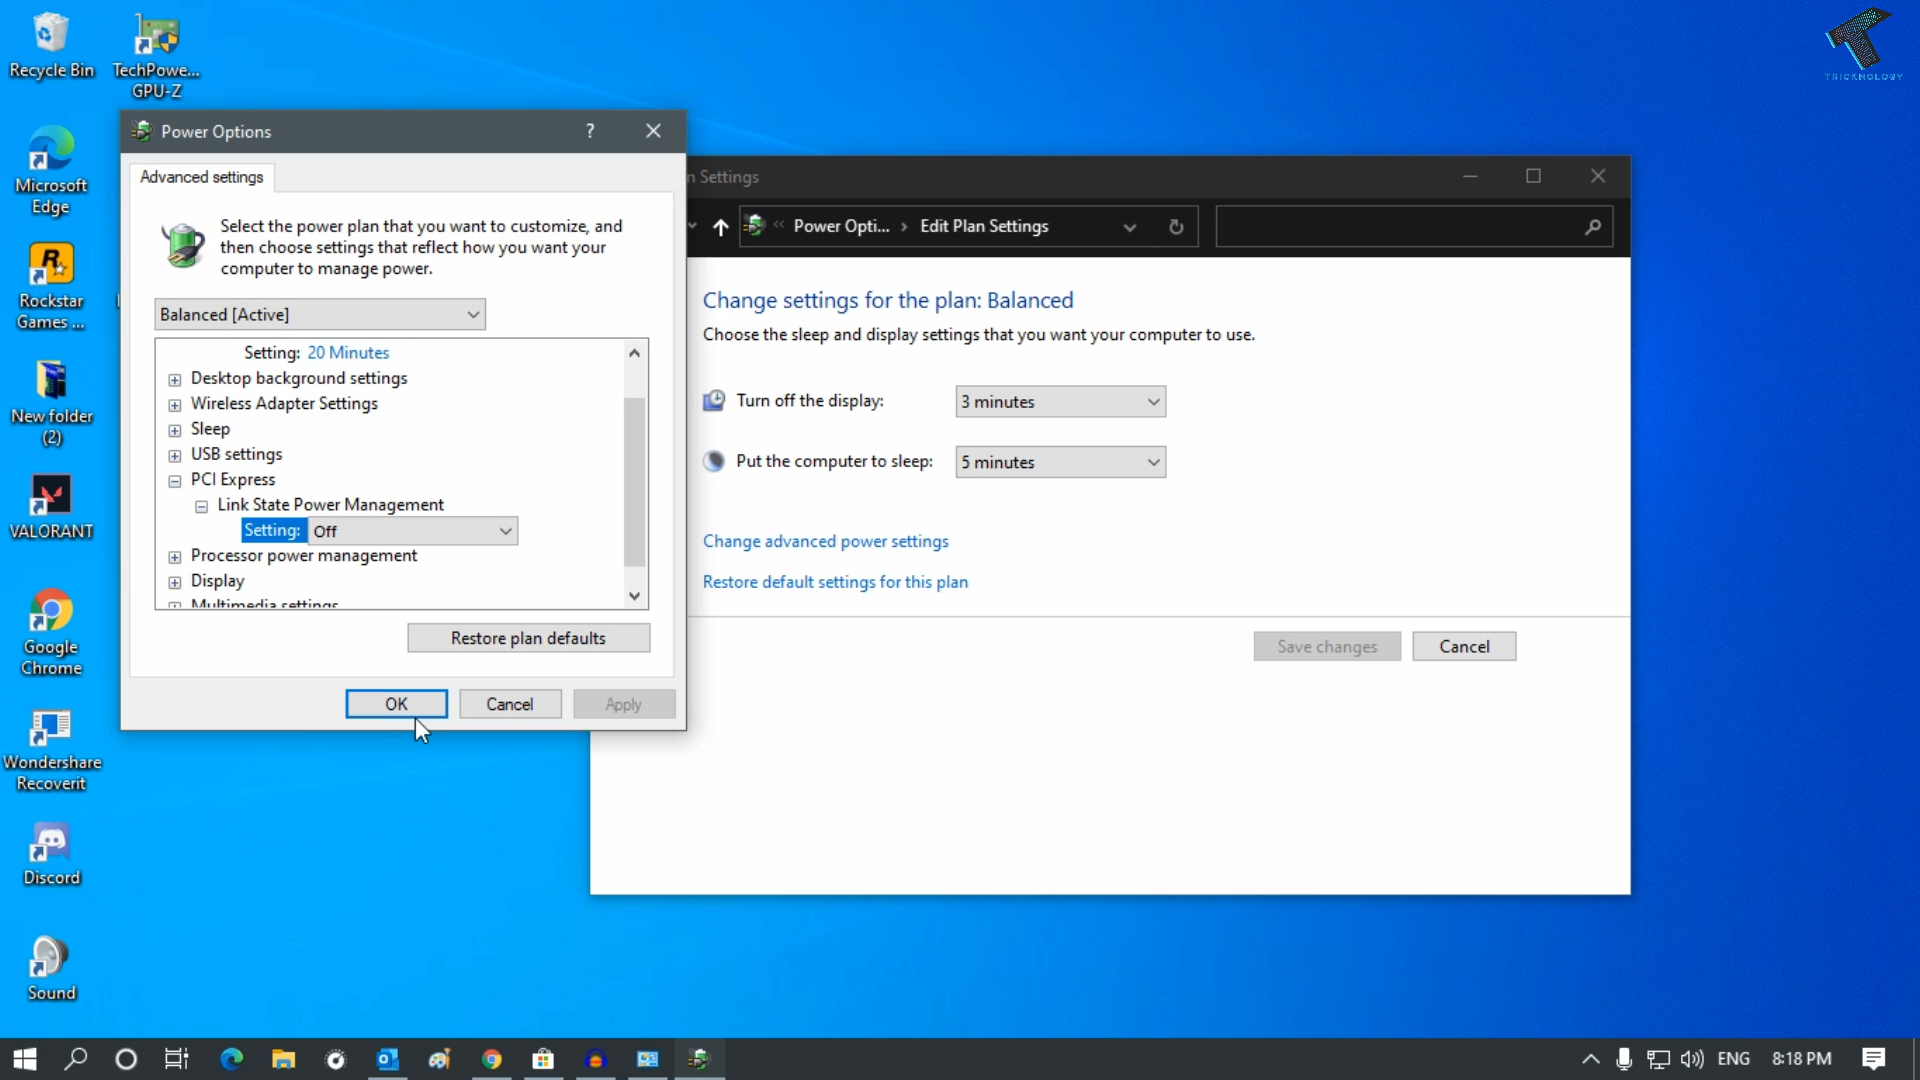 Recycle Bin
TechPowe...
GPU-Z
Microsoft
Edge
Rockstar
Games ...
New folder
(2)
VALORANT
Google
Chrome
Wondershare
Recoverit
Discord
Sound
TRICKNOLOGY
Power Options
?
Advanced settings
Select the power plan that you want to customize, and
then choose settings that reflect how you want your
computer to manage power.
Balanced [Active]
Setting: 20 Minutes
Desktop background settings
Wireless Adapter Settings
Sleep
USB settings
PCI Express
Link State Power Management
Setting: Off
Processor power management
Display
Multimedia settings
Restore plan defaults
OK
Cancel
Apply
n Settings
« Power Opti... › Edit Plan Settings
Change settings for the plan: Balanced
Choose the sleep and display settings that you want your computer to use.
Turn off the display: 3 minutes
Put the computer to sleep: 5 minutes
Change advanced power settings
Restore default settings for this plan
Save changes
Cancel
ENG
8:18 PM